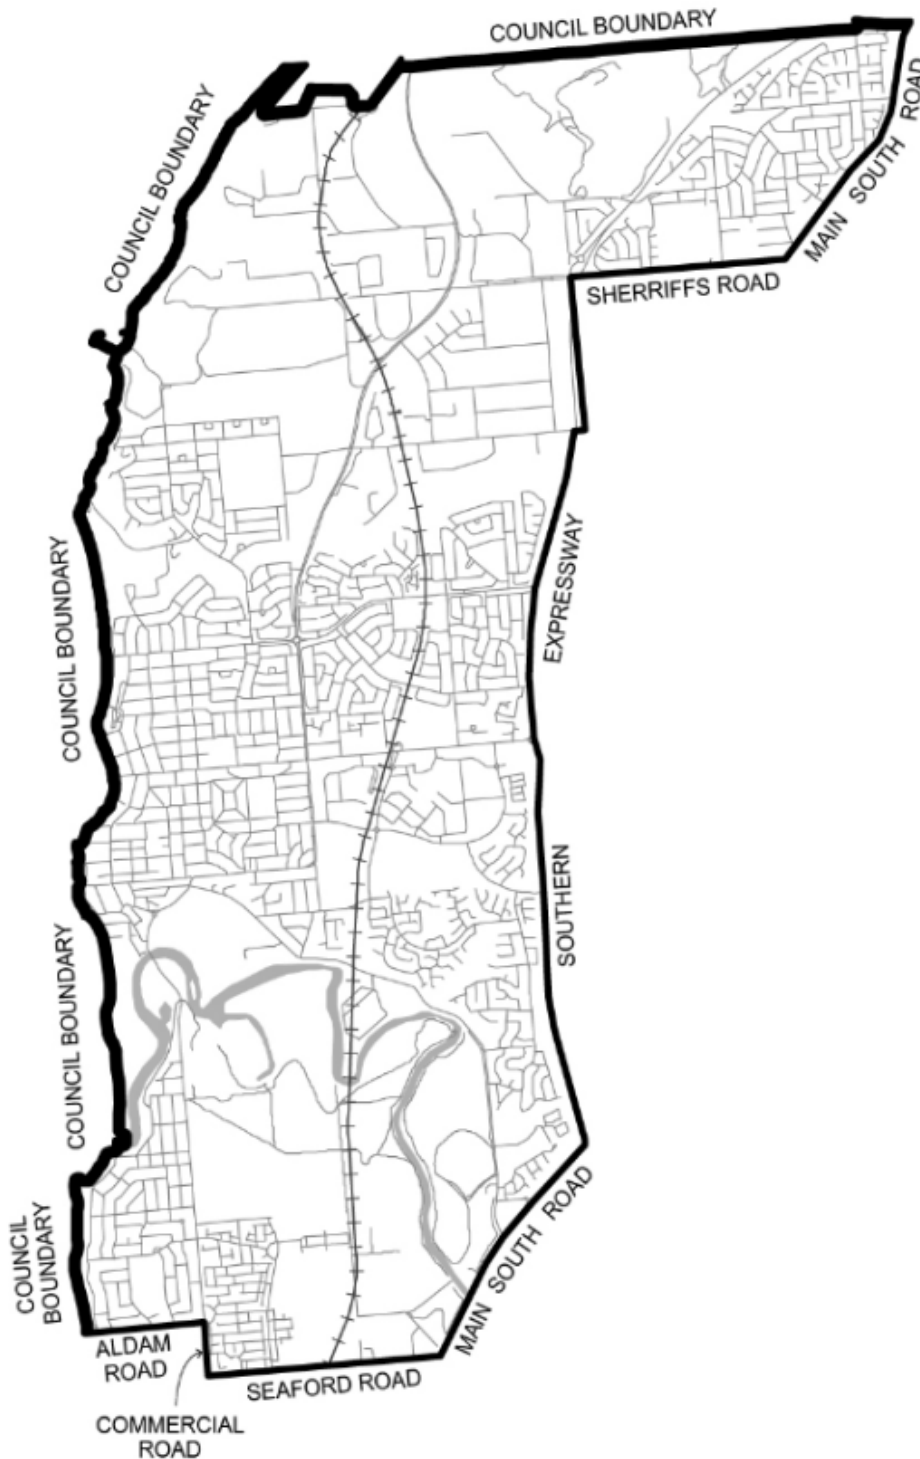 COUNCIL BOUNDARY
COUNCIL BOUNDARY
MAIN SOUTH ROAD
SHERRIFFS ROAD
COUNCIL BOUNDARY
EXPRESSWAY
SOUTHERN
COUNCIL BOUNDARY
COUNCIL
BOUNDARY
MAIN SOUTH ROAD
ALDAM
ROAD
SEAFORD ROAD
COMMERCIAL
ROAD